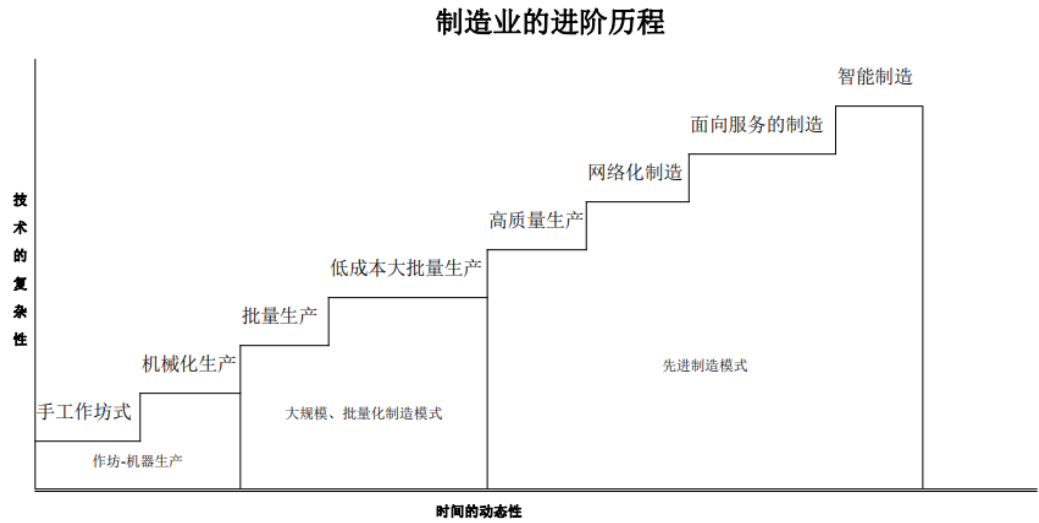 制造业的进阶历程
智能制造
面向服务的制造
网络化制造
高质量生产
低成本大批量生产
批量生产
机械化生产
手工作坊式
技术的复杂性
先进制造模式
大规模、批量化制造模式
作坊-机器生产
时间的动态性